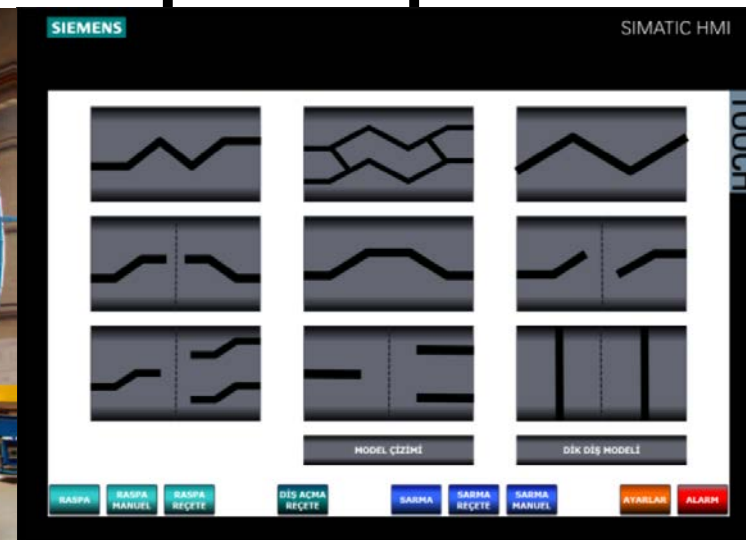 SIEMENS
SIMATIC HMI
TOUCH
MODEL ÇİZİMİ
DİK DİŞ MODELİ
RASPA
RASPA
MANUEL
RASPA
REÇETE
DİŞ AÇMA
REÇETE
SARMA
SARMA
REÇETE
SARMA
MANUEL
AYARLAR
ALARM